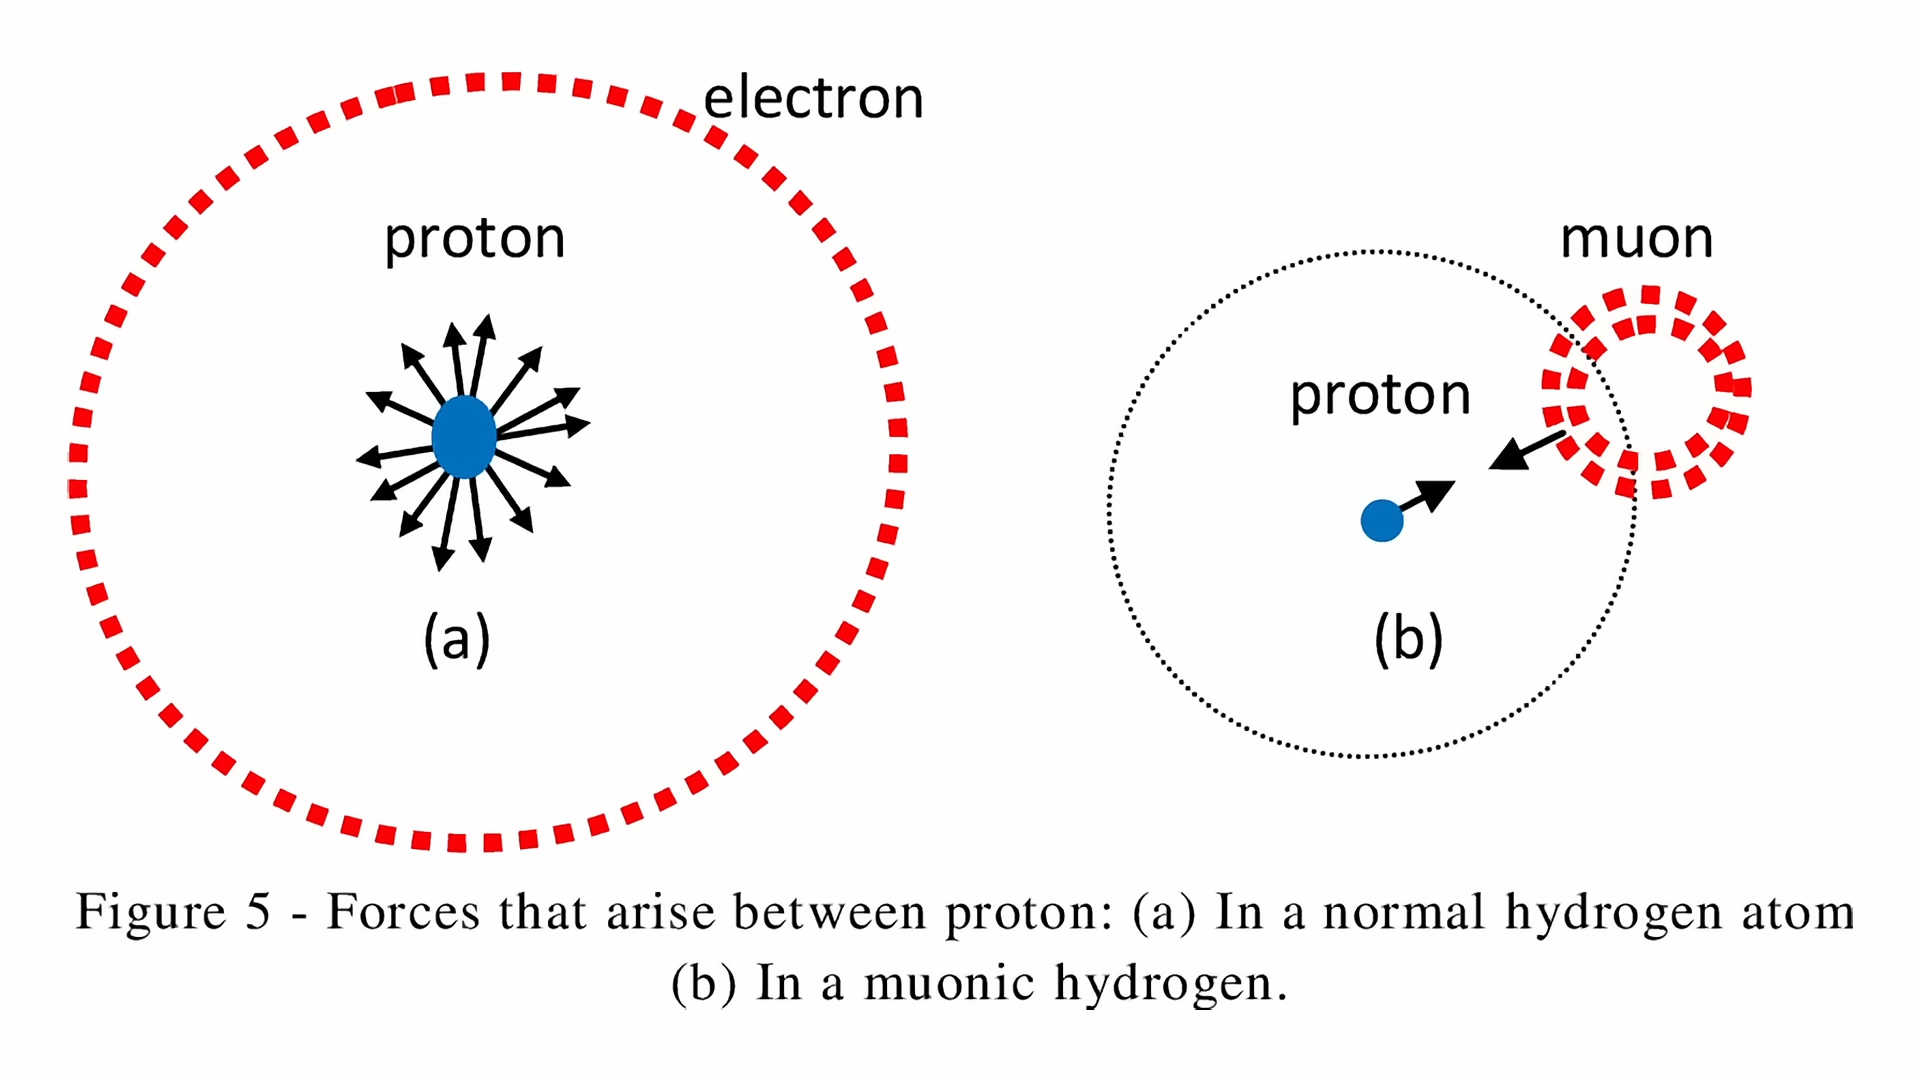 electron
proton
(a)
muon
proton
(b)
Figure 5 - Forces that arise between proton: (a) In a normal hydrogen atom
(b) In a muonic hydrogen.